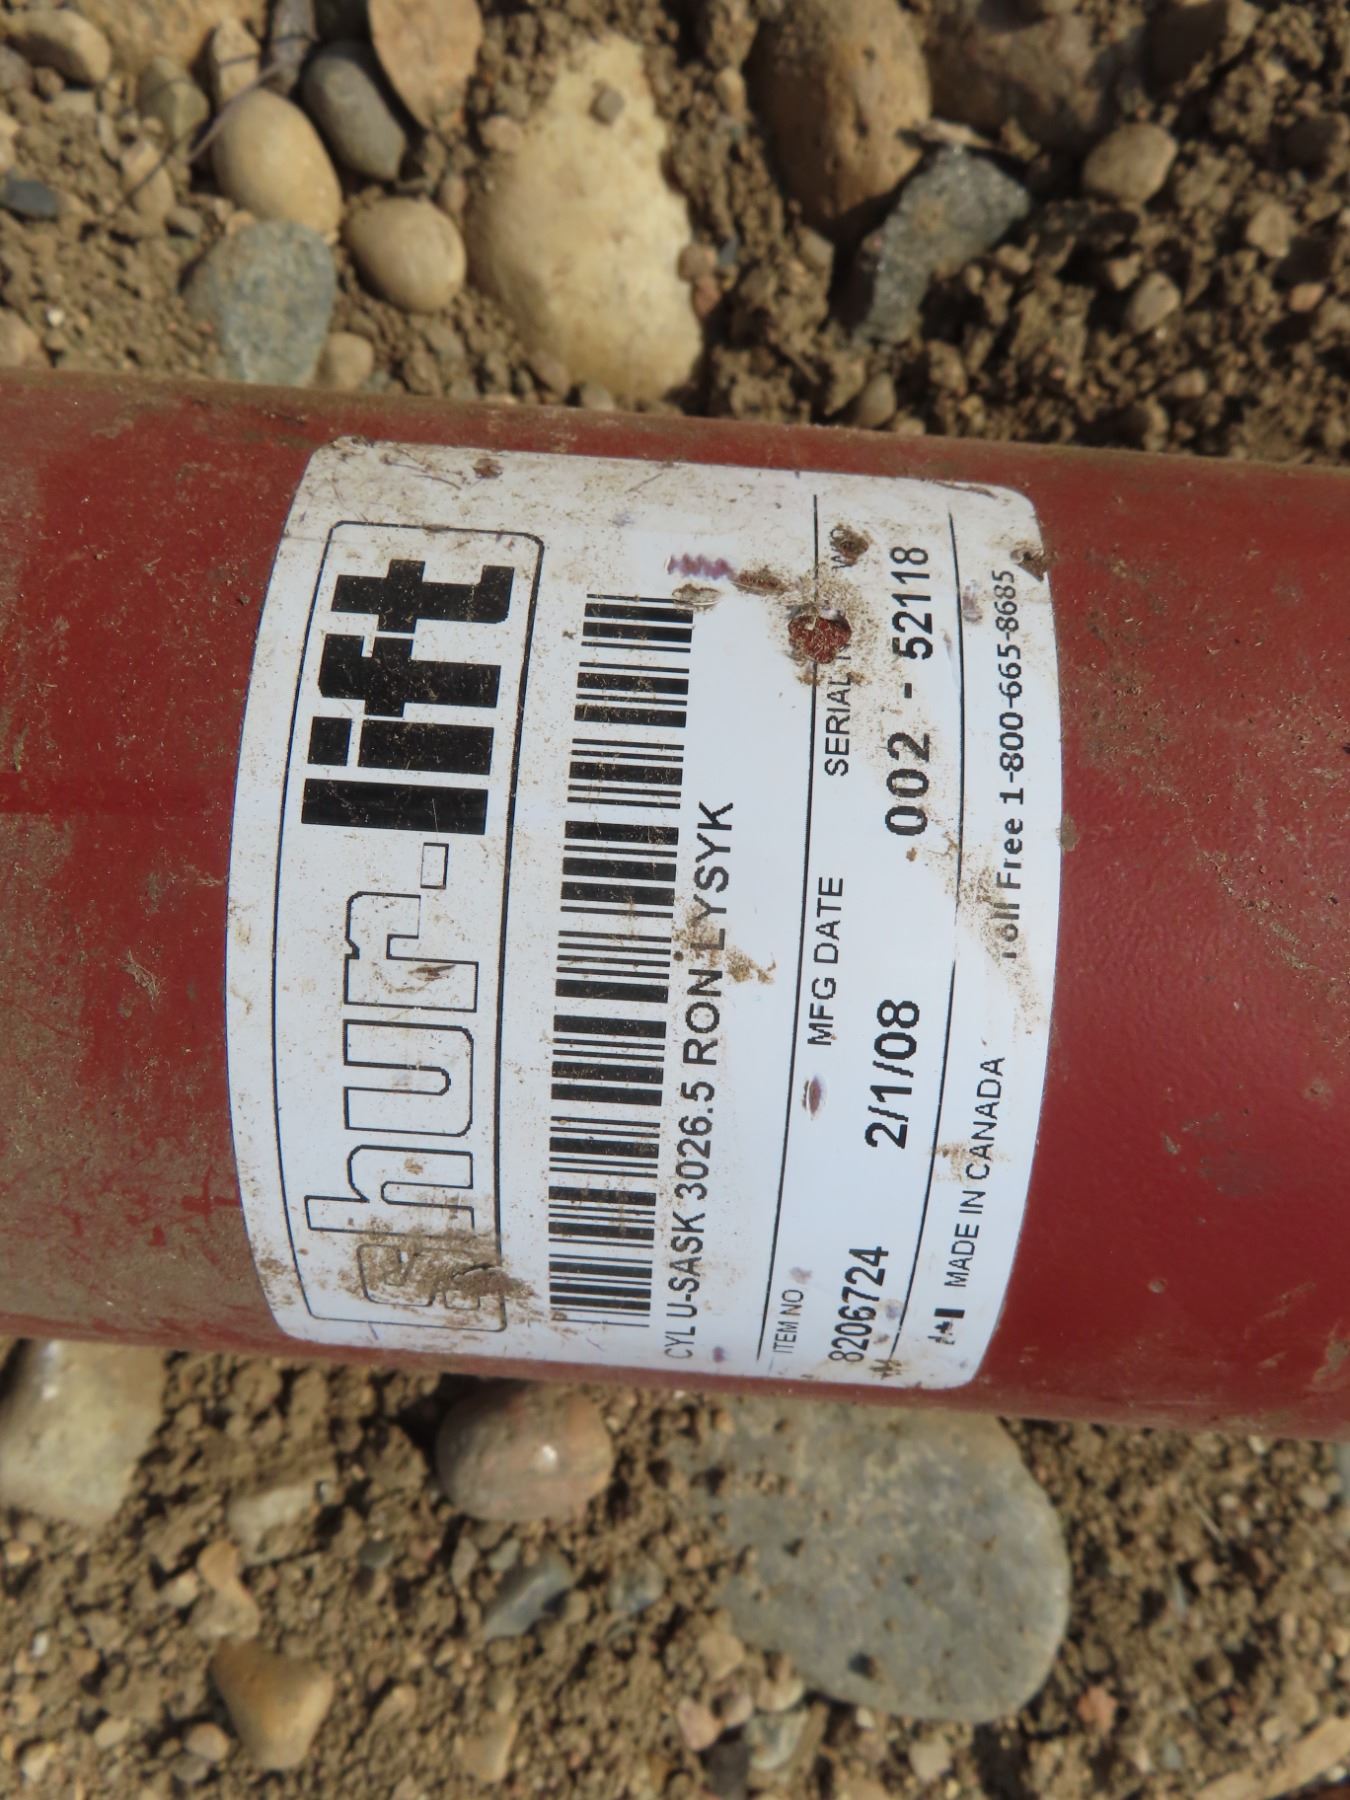 shur-lift
CYL U-SASK 3026.5 RON LYSYK
ITEM NO MFG DATE SERIAL WO
8206724 2/1/08 002 - 52118
MADE IN CANADA Toll Free 1-800-665-8685